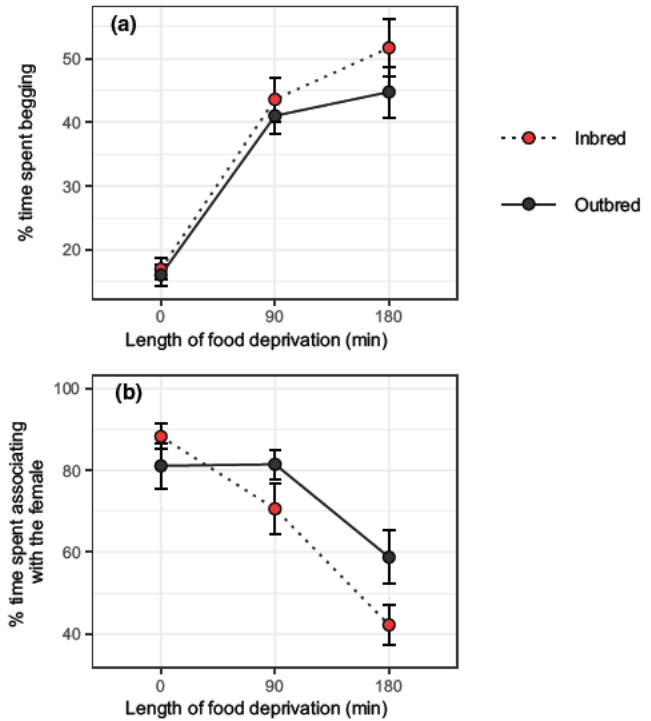 (a)
% time spent begging
50
40
30
20
0 90 180
Length of food deprivation (min)
Inbred
Outbred
(b)
% time spent associating
with the female
100
80
60
40
0 90 180
Length of food deprivation (min)